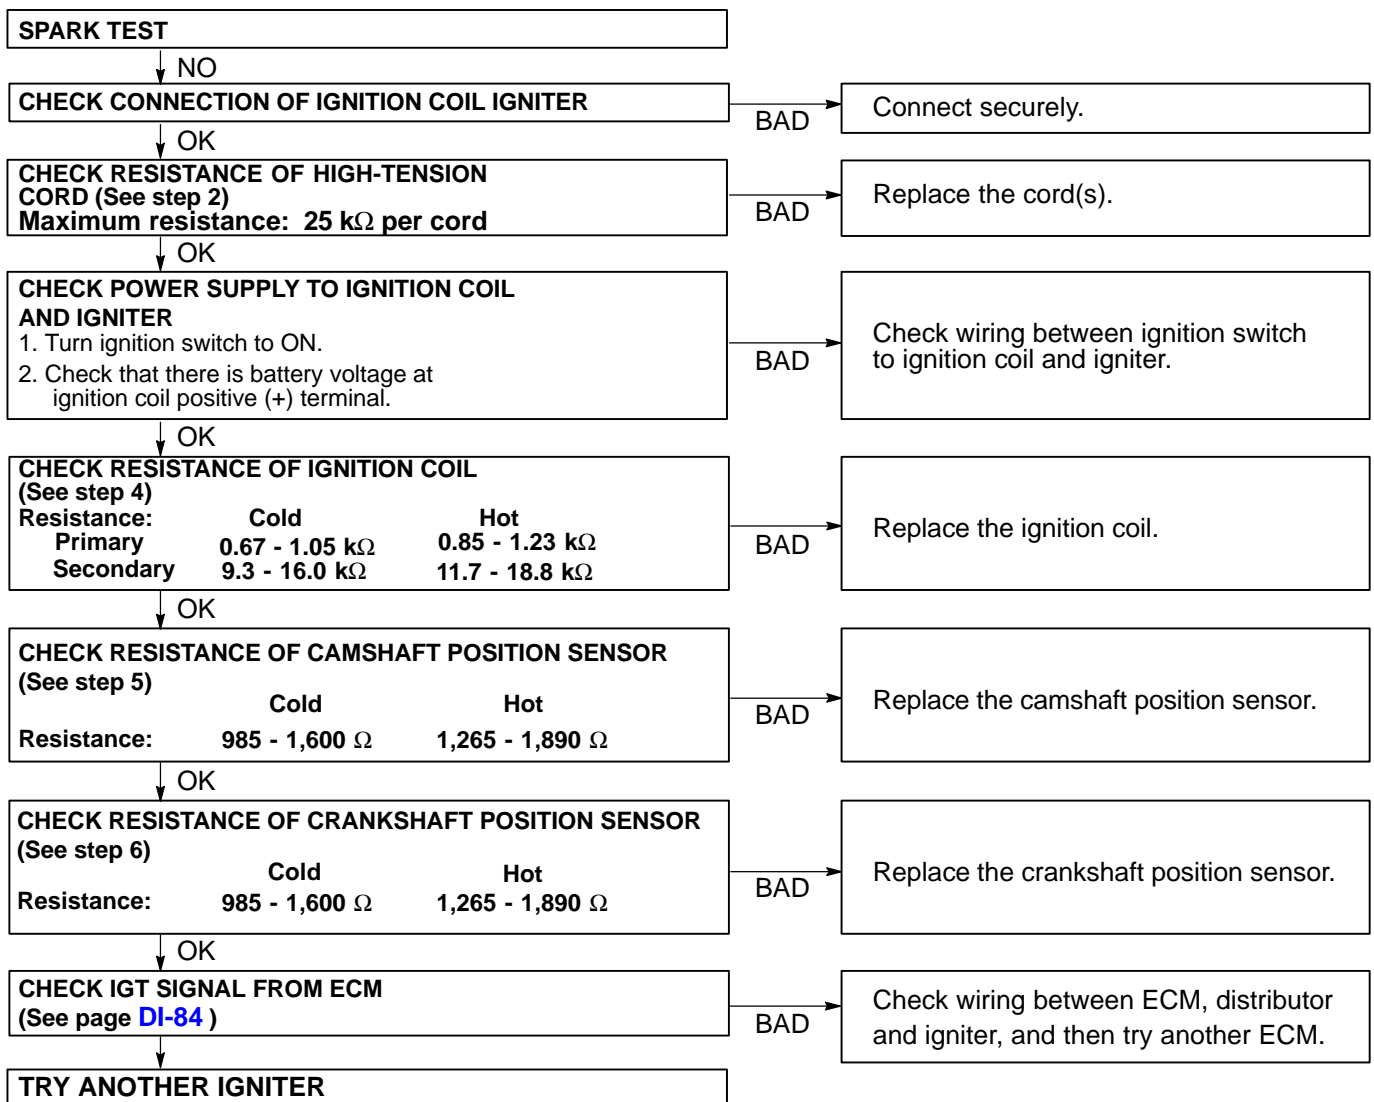 SPARK TEST
NO
CHECK CONNECTION OF IGNITION COIL IGNITER
BAD
Connect securely.
OK
CHECK RESISTANCE OF HIGH-TENSION
CORD (See step 2)
Maximum resistance: 25 kΩ per cord
BAD
Replace the cord(s).
OK
CHECK POWER SUPPLY TO IGNITION COIL
AND IGNITER
1. Turn ignition switch to ON.
2. Check that there is battery voltage at
ignition coil positive (+) terminal.
BAD
Check wiring between ignition switch
to ignition coil and igniter.
OK
CHECK RESISTANCE OF IGNITION COIL
(See step 4)
Resistance: Cold Hot
Primary 0.67 - 1.05 kΩ 0.85 - 1.23 kΩ
Secondary 9.3 - 16.0 kΩ 11.7 - 18.8 kΩ
BAD
Replace the ignition coil.
OK
CHECK RESISTANCE OF CAMSHAFT POSITION SENSOR
(See step 5)
Cold Hot
Resistance: 985 - 1,600 Ω 1,265 - 1,890 Ω
BAD
Replace the camshaft position sensor.
OK
CHECK RESISTANCE OF CRANKSHAFT POSITION SENSOR
(See step 6)
Cold Hot
Resistance: 985 - 1,600 Ω 1,265 - 1,890 Ω
BAD
Replace the crankshaft position sensor.
OK
CHECK IGT SIGNAL FROM ECM
(See page DI-84 )
BAD
Check wiring between ECM, distributor
and igniter, and then try another ECM.
TRY ANOTHER IGNITER